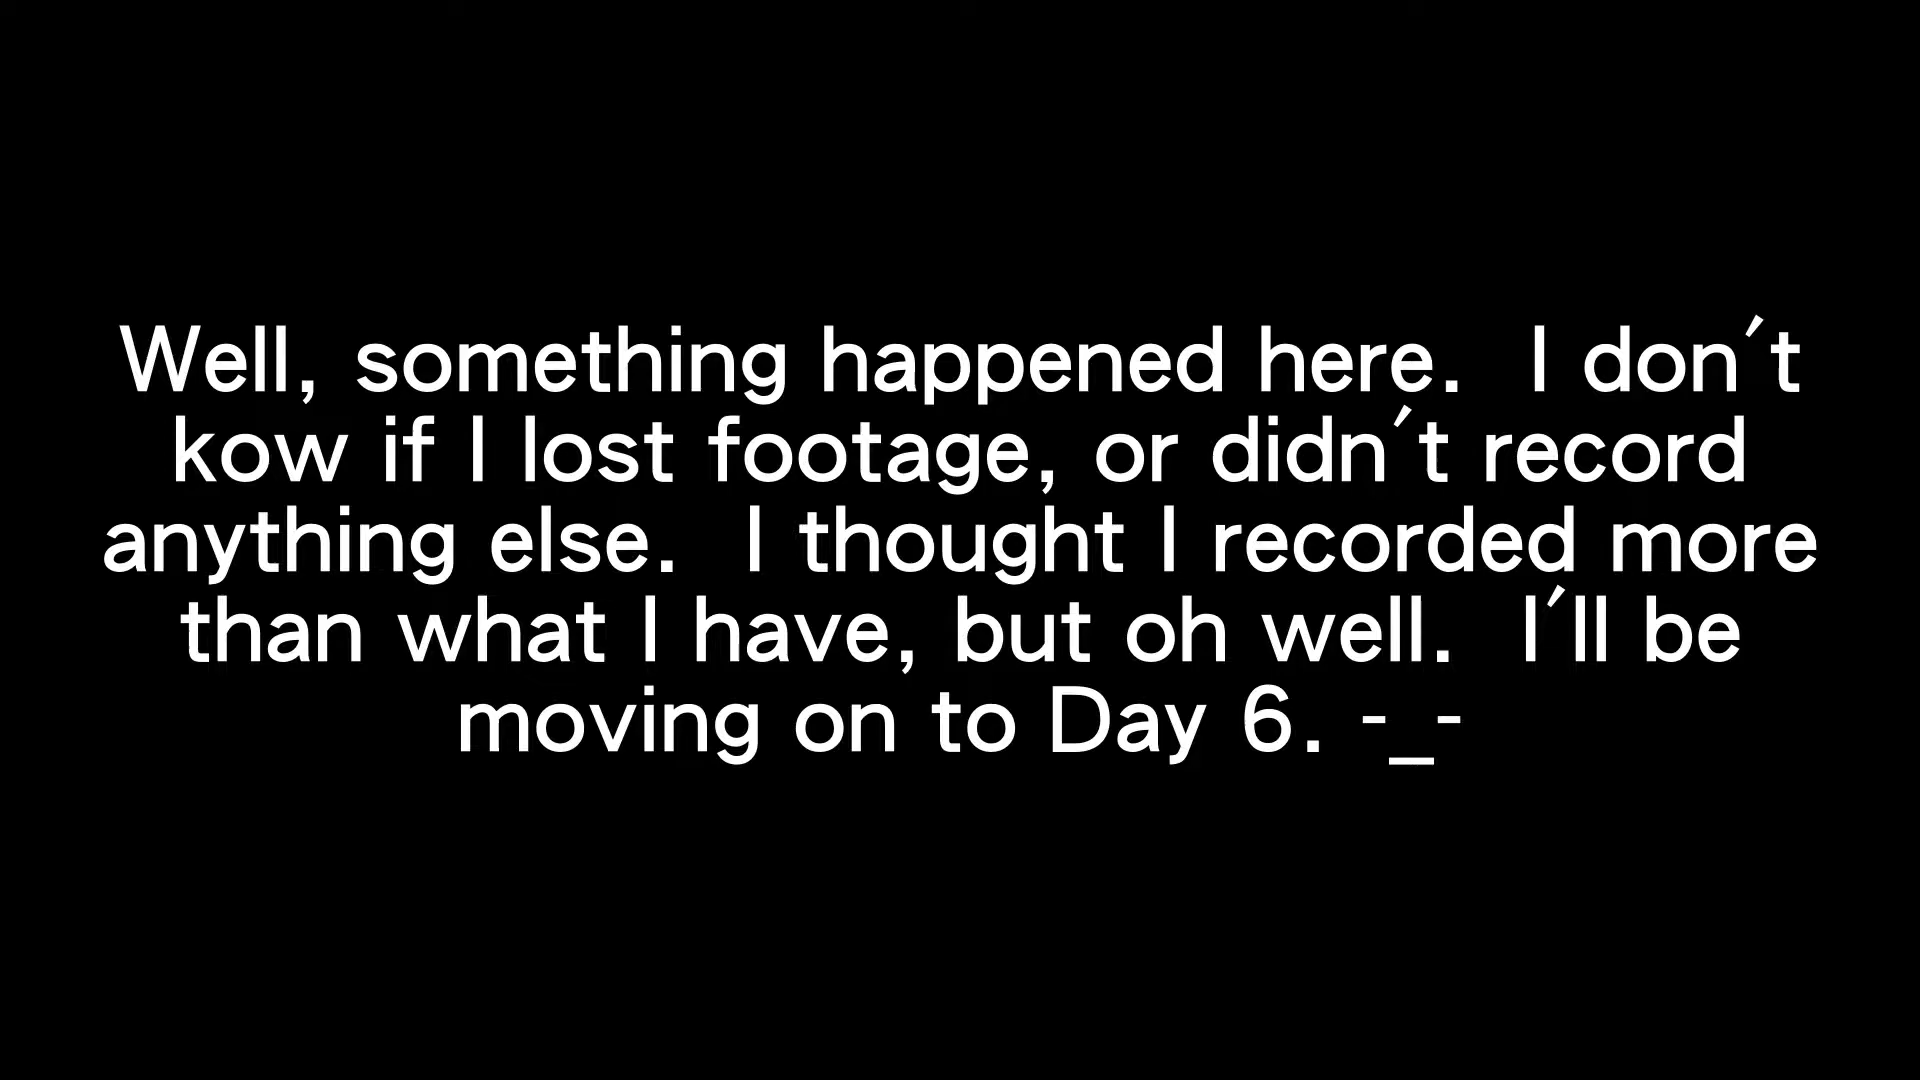 Well, something happened here.  I don't
kow if I lost footage, or didn't record
anything else.  I thought I recorded more
than what I have, but oh well.  I'll be
moving on to Day 6. -_-